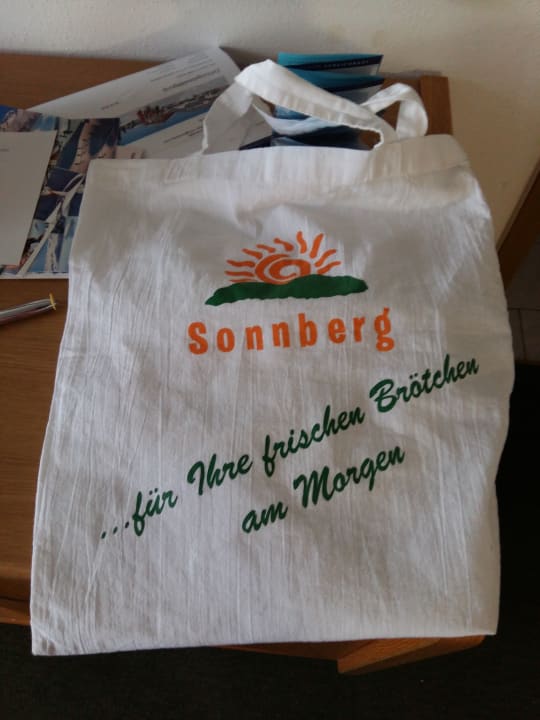 Sonnberg
...für Ihre frischen Brötchen
am Morgen